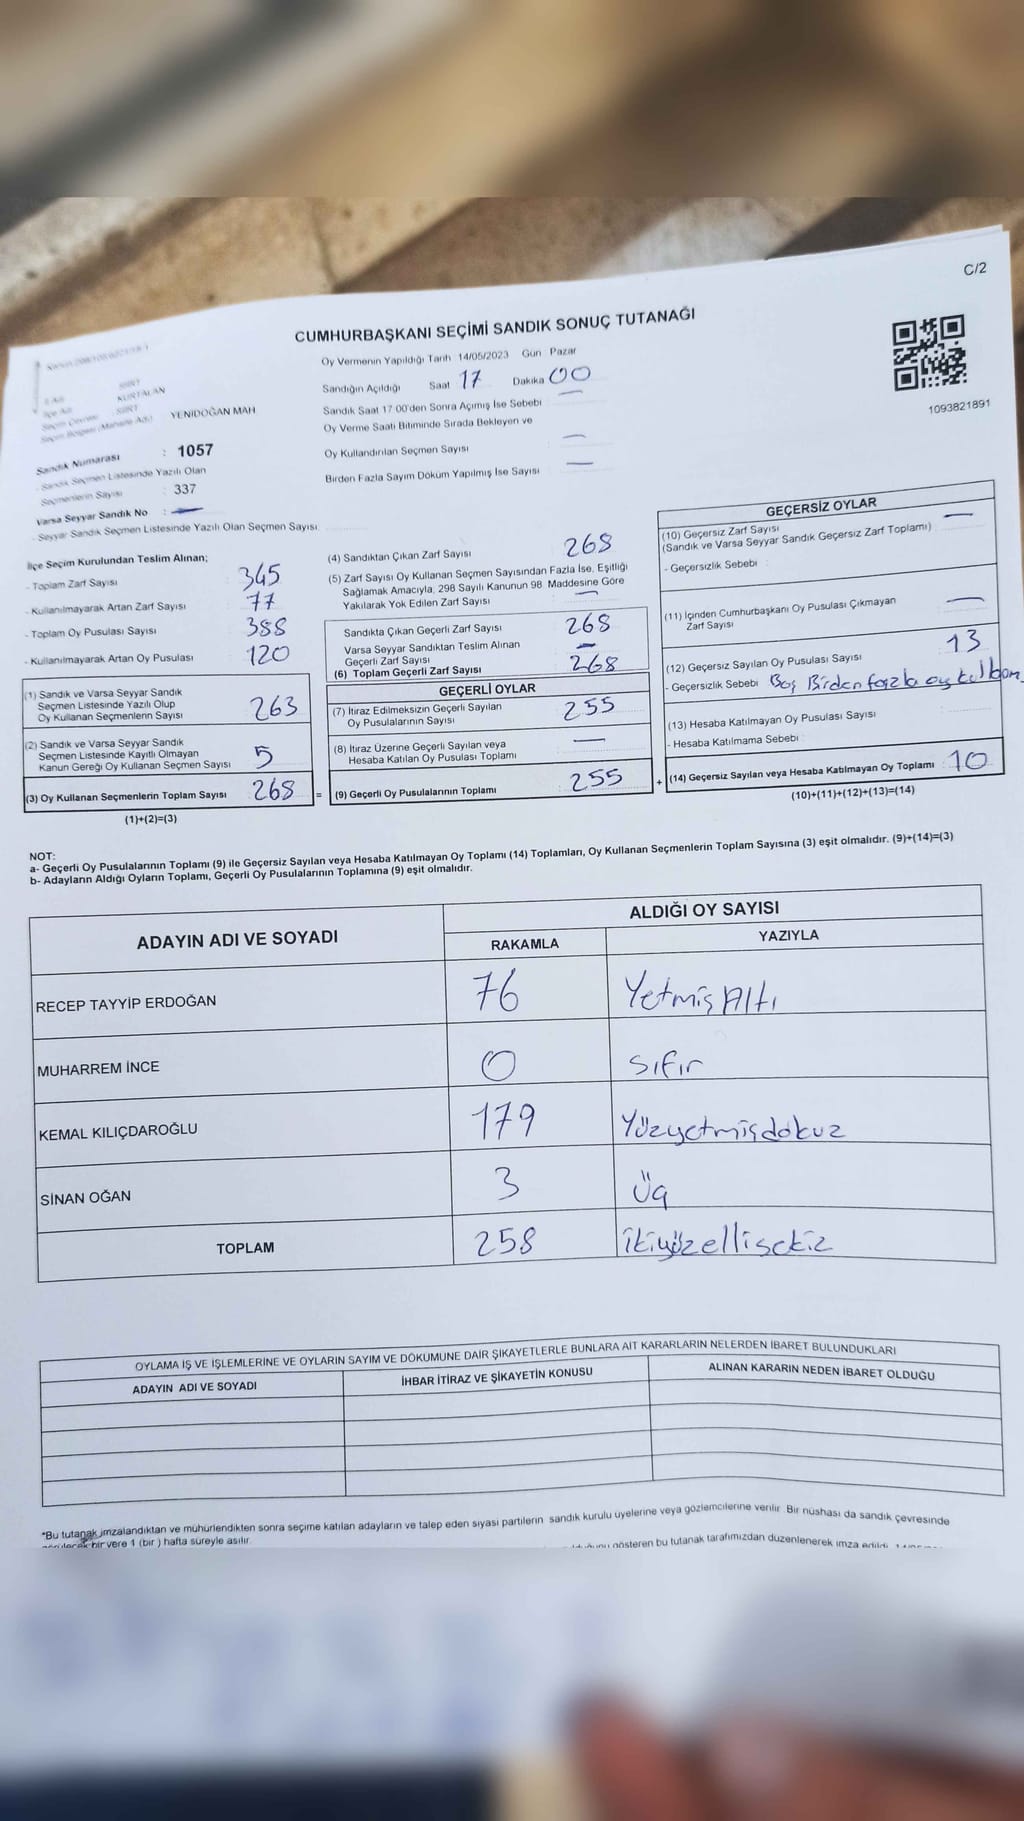 C/2
CUMHURBAŞKANI SEÇİMİ SANDIK SONUÇ TUTANAĞI
1093821891
SİİRT
İli Adı
İlçe Adı : KURTALAN
Seçim Çevresi : SİİRT
Seçim Bölgesi (Mahalle Adı) YENİDOĞAN MAH
Sandık Numarası : 1057
- Sandık Seçmen Listesinde Yazılı Olan
Seçmenlerin Sayısı : 337
Varsa Seyyar Sandık No : —
- Seyyar Sandık Seçmen Listesinde Yazılı Olan Seçmen Sayısı
Oy Vermenin Yapıldığı Tarih 14/05/2023 Gün Pazar
Sandığın Açıldığı Saat 17 Dakika 00
Sandık Saat 17 00'den Sonra Açımış İse Sebebi —
Oy Verme Saati Bitiminde Sırada Bekleyen ve
Oy Kullandırılan Seçmen Sayısı —
Birden Fazla Sayım Döküm Yapılmış İse Sayısı —
İlçe Seçim Kurulundan Teslim Alınan;
- Toplam Zarf Sayısı 345
- Kullanılmayarak Artan Zarf Sayısı 77
- Toplam Oy Pusulası Sayısı 388
- Kullanılmayarak Artan Oy Pusulası 120
(1) Sandık ve Varsa Seyyar Sandık
Seçmen Listesinde Yazılı Olup
Oy Kullanan Seçmenlerin Sayısı 263
(2) Sandık ve Varsa Seyyar Sandık
Seçmen Listesinde Kayıtlı Olmayan
Kanun Gereği Oy Kullanan Seçmen Sayısı 5
(3) Oy Kullanan Seçmenlerin Toplam Sayısı 268 =
(1)+(2)=(3)
(4) Sandıktan Çıkan Zarf Sayısı 268
(5) Zarf Sayısı Oy Kullanan Seçmen Sayısından Fazla İse, Eşitliği
Sağlamak Amacıyla, 298 Sayılı Kanunun 98. Maddesine Göre
Yakılarak Yok Edilen Zarf Sayısı —
Sandıkta Çıkan Geçerli Zarf Sayısı 268
Varsa Seyyar Sandıktan Teslim Alınan
Geçerli Zarf Sayısı —
(6) Toplam Geçerli Zarf Sayısı 268
GEÇERLİ OYLAR
(7) İtiraz Edilmeksizin Geçerli Sayılan
Oy Pusulalarının Sayısı 255
(8) İtiraz Üzerine Geçerli Sayılan veya
Hesaba Katılan Oy Pusulası Toplamı —
(9) Geçerli Oy Pusulalarının Toplamı 255 +
GEÇERSİZ OYLAR
(10) Geçersiz Zarf Sayısı —
(Sandık ve Varsa Seyyar Sandık Geçersiz Zarf Toplamı)
- Geçersizlik Sebebi :
(11) İçinden Cumhurbaşkanı Oy Pusulası Çıkmayan
Zarf Sayısı —
(12) Geçersiz Sayılan Oy Pusulası Sayısı 13
- Geçersizlik Sebebi Boş Birden fazla oy kullanım
(13) Hesaba Katılmayan Oy Pusulası Sayısı
- Hesaba Katılmama Sebebi :
(14) Geçersiz Sayılan veya Hesaba Katılmayan Oy Toplamı 10
(10)+(11)+(12)+(13)=(14)
NOT:
a- Geçerli Oy Pusulalarının Toplamı (9) ile Geçersiz Sayılan veya Hesaba Katılmayan Oy Toplamı (14) Toplamları, Oy Kullanan Seçmenlerin Toplam Sayısına (3) eşit olmalıdır. (9)+(14)=(3)
b- Adayların Aldığı Oyların Toplamı, Geçerli Oy Pusulalarının Toplamına (9) eşit olmalıdır.
ADAYIN ADI VE SOYADI ALDIĞI OY SAYISI
RAKAMLA YAZIYLA
RECEP TAYYİP ERDOĞAN 76 Yetmiş Altı
MUHARREM İNCE 0 Sıfır
KEMAL KILIÇDAROĞLU 179 Yüzyetmişdokuz
SİNAN OĞAN 3 Üç
TOPLAM 258 İkiyüzellisekiz
OYLAMA İŞ VE İŞLEMLERİNE VE OYLARIN SAYIM VE DÖKÜMÜNE DAİR ŞİKAYETLERLE BUNLARA AİT KARARLARIN NELERDEN İBARET BULUNDUKLARI
ADAYIN ADI VE SOYADI İHBAR İTİRAZ VE ŞİKAYETİN KONUSU ALINAN KARARIN NEDEN İBARET OLDUĞU
*Bu tutanak imzalandıktan ve mühürlendikten sonra seçime katılan adayların ve talep eden siyasi partilerin sandık kurulu üyelerine veya gözlemcilerine verilir. Bir nüshası da sandık çevresinde
bir yere 1 (bir ) hafta süreyle asılır.
gösteren bu tutanak tarafımızdan düzenlenerek imza edildi.